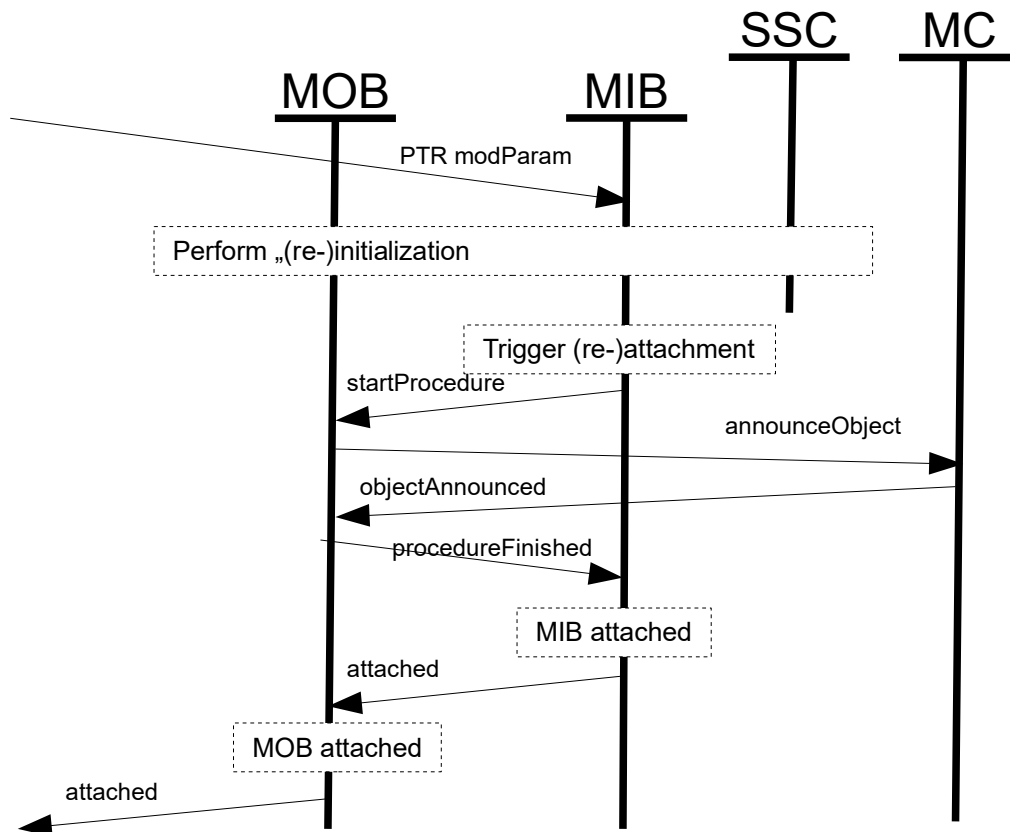 SSC
MC
MOB
MIB
PTR modParam
Perform „(re-)initialization
Trigger (re-)attachment
startProcedure
announceObject
objectAnnounced
procedureFinished
MIB attached
attached
MOB attached
attached